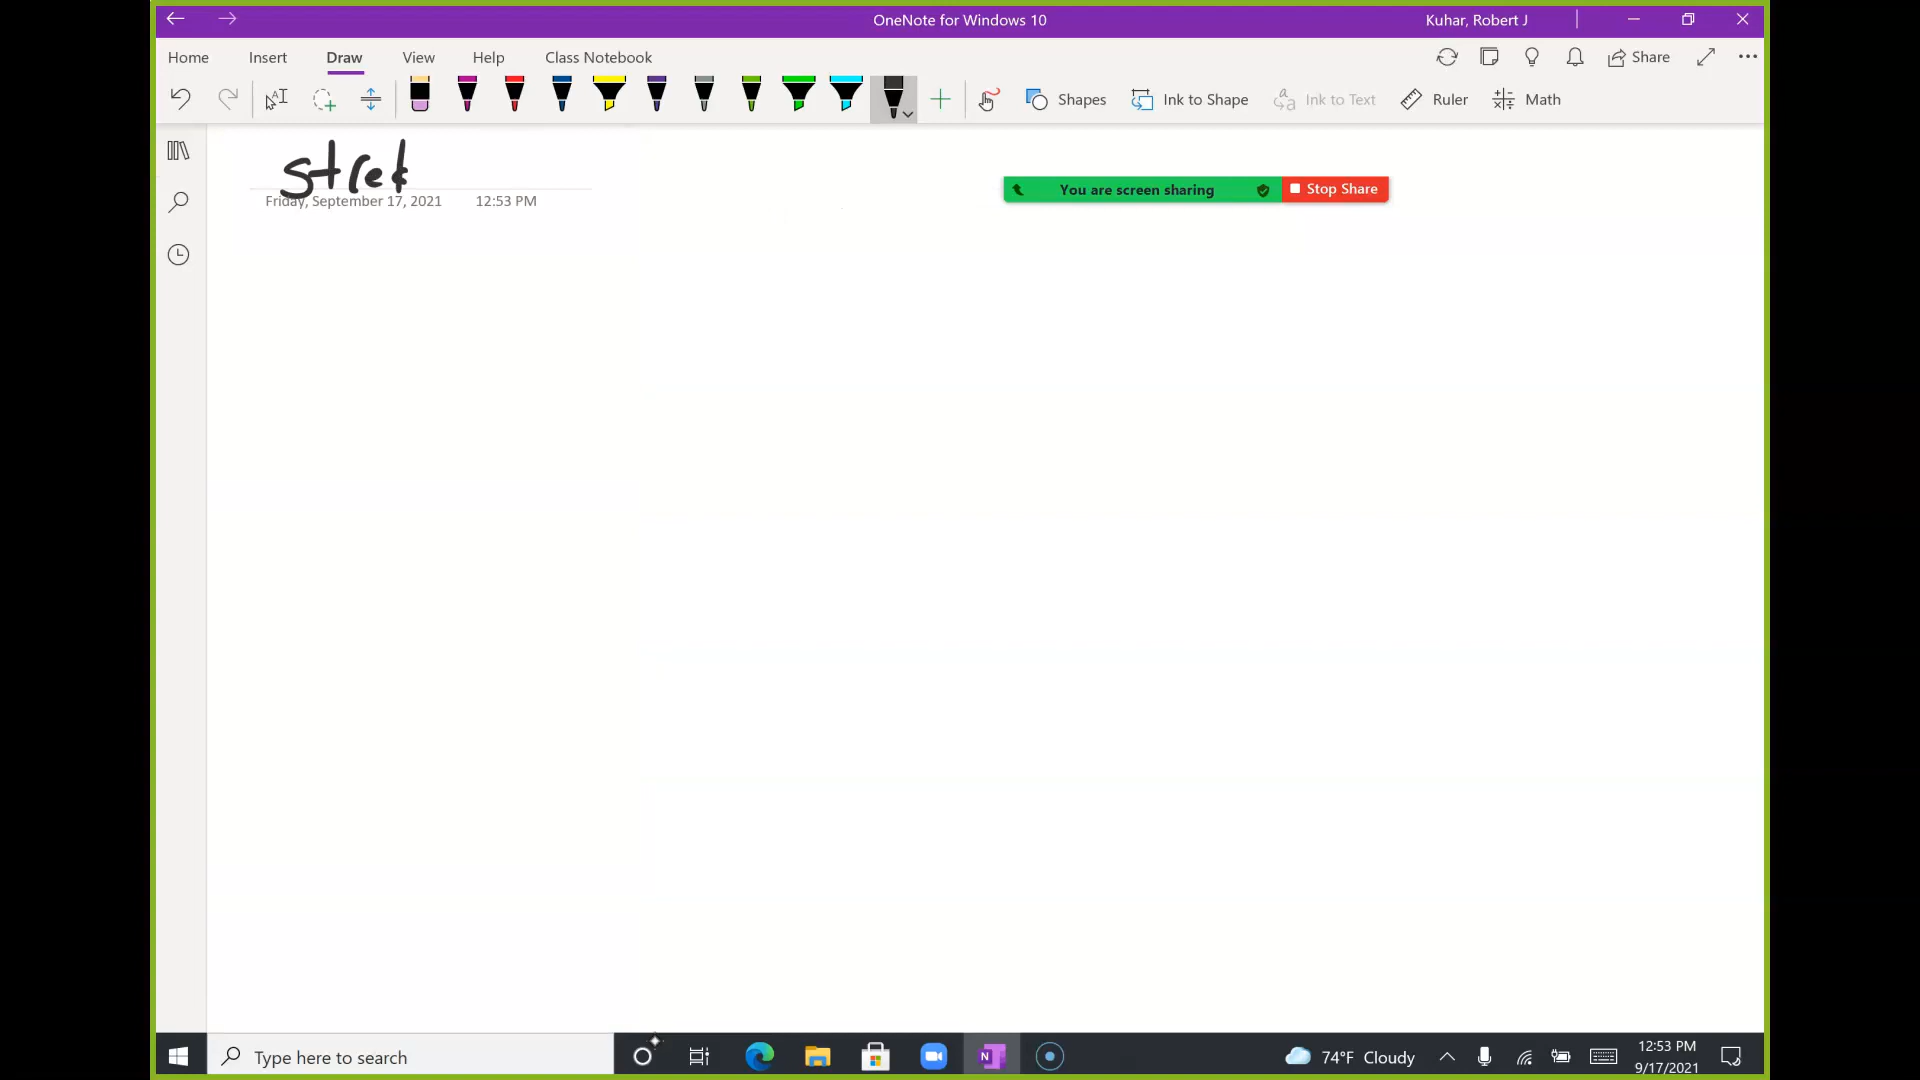 OneNote for Windows 10
Kuhar, Robert J
Home Insert Draw View Help Class Notebook
Share
Shapes Ink to Shape Ink to Text Ruler Math
Friday, September 17, 2021 12:53 PM
You are screen sharing Stop Share
Type here to search
74°F Cloudy
12:53 PM
9/17/2021